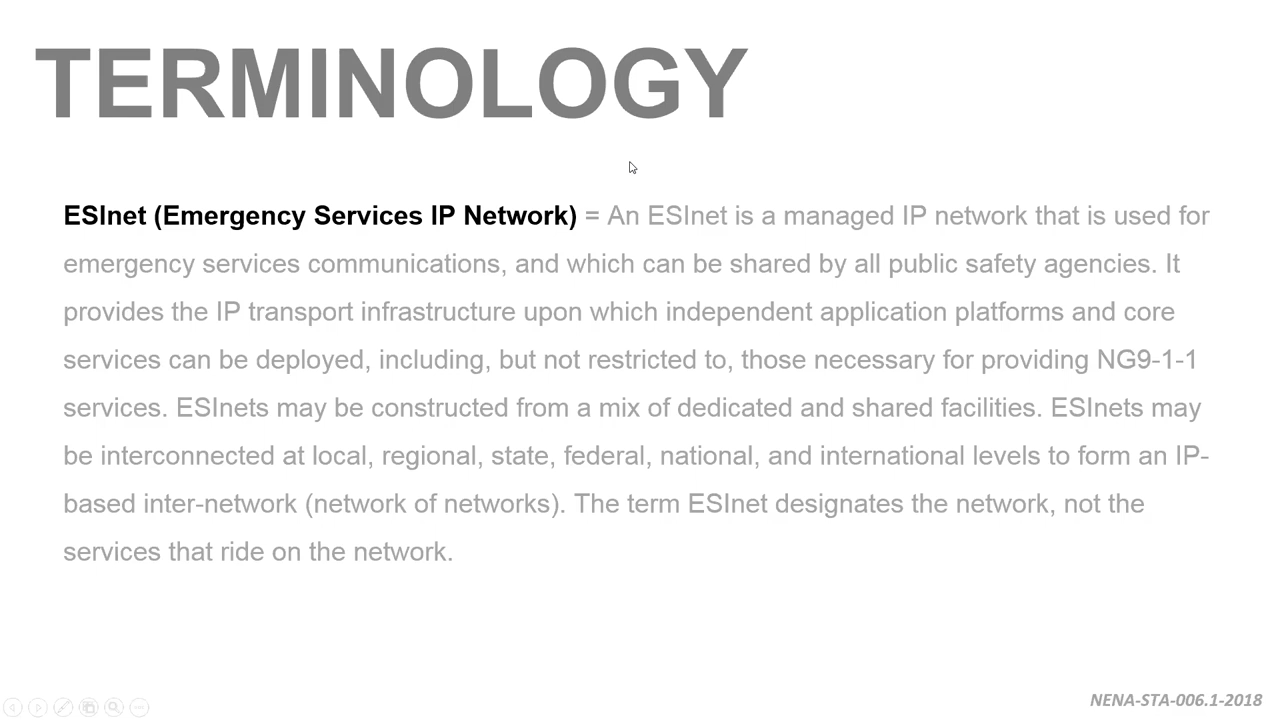 TERMINOLOGY
ESInet (Emergency Services IP Network) = An ESInet is a managed IP network that is used for
emergency services communications, and which can be shared by all public safety agencies. It
provides the IP transport infrastructure upon which independent application platforms and core
services can be deployed, including, but not restricted to, those necessary for providing NG9-1-1
services. ESInets may be constructed from a mix of dedicated and shared facilities. ESInets may
be interconnected at local, regional, state, federal, national, and international levels to form an IP-
based inter-network (network of networks). The term ESInet designates the network, not the
services that ride on the network.
NENA-STA-006.1-2018